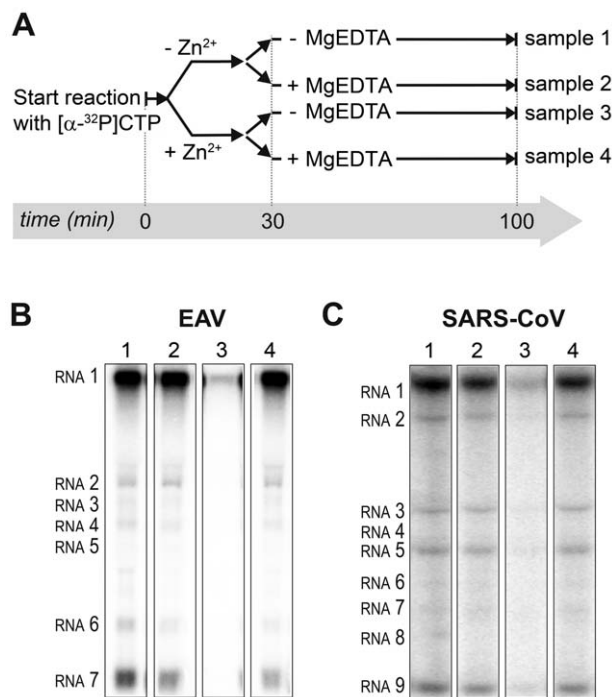 A
- Zn²⁺
- MgEDTA
sample 1
+ MgEDTA
sample 2
Start reaction
with [α-³²P]CTP
+ Zn²⁺
- MgEDTA
sample 3
+ MgEDTA
sample 4
time (min) 0 30 100
B
EAV
1 2 3 4
RNA 1
RNA 2
RNA 3
RNA 4
RNA 5
RNA 6
RNA 7
C
SARS-CoV
1 2 3 4
RNA 1
RNA 2
RNA 3
RNA 4
RNA 5
RNA 6
RNA 7
RNA 8
RNA 9